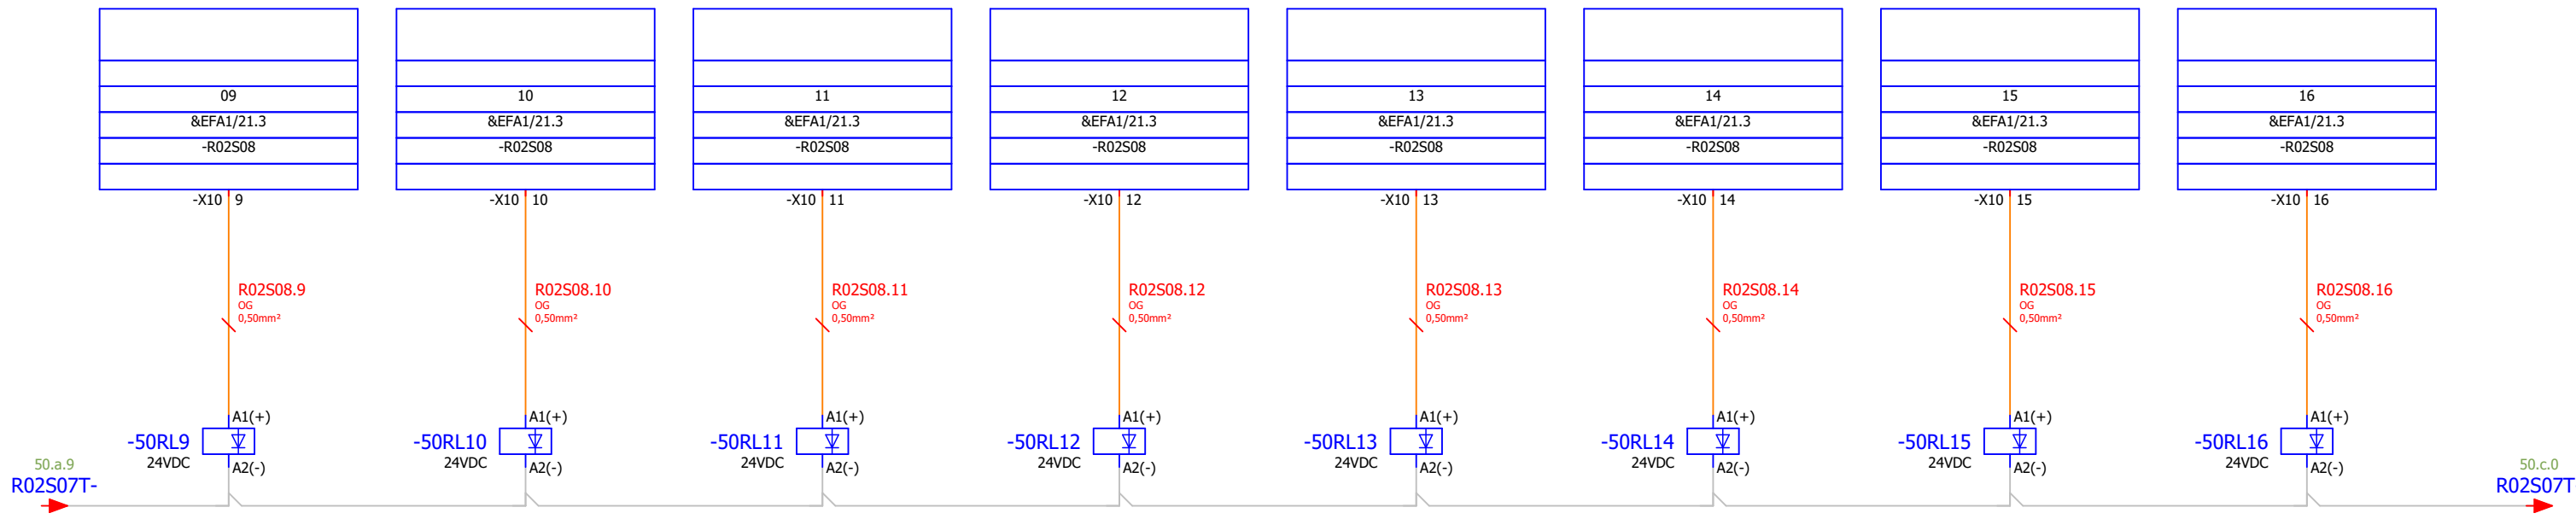 09 10 11 12 13 14 15 16
&EFA1/21.3 &EFA1/21.3 &EFA1/21.3 &EFA1/21.3 &EFA1/21.3 &EFA1/21.3 &EFA1/21.3 &EFA1/21.3
-R02S08 -R02S08 -R02S08 -R02S08 -R02S08 -R02S08 -R02S08 -R02S08
-X10 9 -X10 10 -X10 11 -X10 12 -X10 13 -X10 14 -X10 15 -X10 16
R02S08.9 R02S08.10 R02S08.11 R02S08.12 R02S08.13 R02S08.14 R02S08.15 R02S08.16
OG OG OG OG OG OG OG OG
0,50mm² 0,50mm² 0,50mm² 0,50mm² 0,50mm² 0,50mm² 0,50mm² 0,50mm²
A1(+) A1(+) A1(+) A1(+) A1(+) A1(+) A1(+) A1(+)
-50RL9 -50RL10 -50RL11 -50RL12 -50RL13 -50RL14 -50RL15 -50RL16
24VDC 24VDC 24VDC 24VDC 24VDC 24VDC 24VDC 24VDC
50.a.9 A2(-) A2(-) A2(-) A2(-) A2(-) A2(-) A2(-) A2(-) 50.c.0
R02S07T- R02S07T